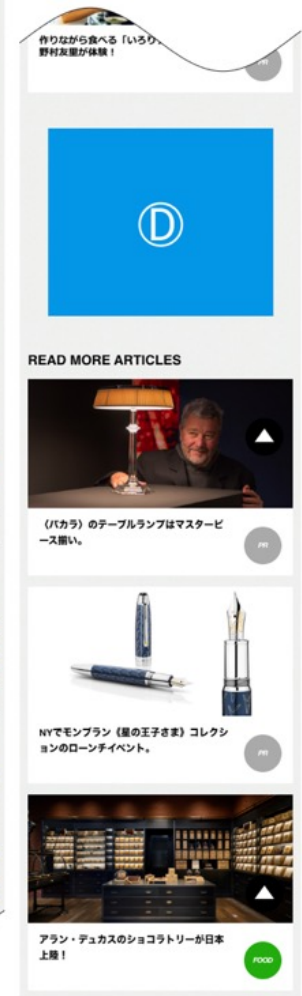 作りながら食べる「いろり
野村友里が体験！
PR
D
READ MORE ARTICLES
〈バカラ〉のテーブルランプはマスターピ
ース揃い。
PR
NYでモンブラン《星の王子さま》コレクシ
ョンのローンチイベント。
PR
アラン・デュカスのショコラトリーが日本
上陸！
FOOD